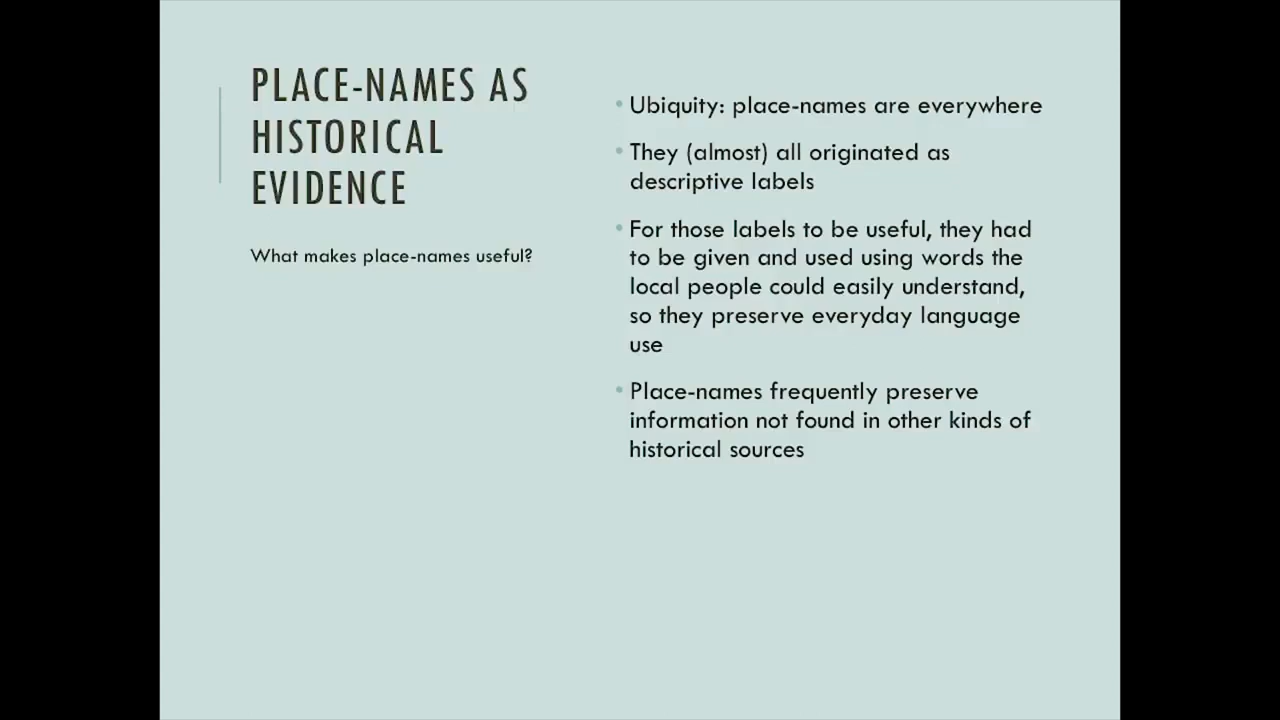 PLACE-NAMES AS
HISTORICAL
EVIDENCE
What makes place-names useful?
• Ubiquity: place-names are everywhere
• They (almost) all originated as
descriptive labels
• For those labels to be useful, they had
to be given and used using words the
local people could easily understand,
so they preserve everyday language
use
• Place-names frequently preserve
information not found in other kinds of
historical sources